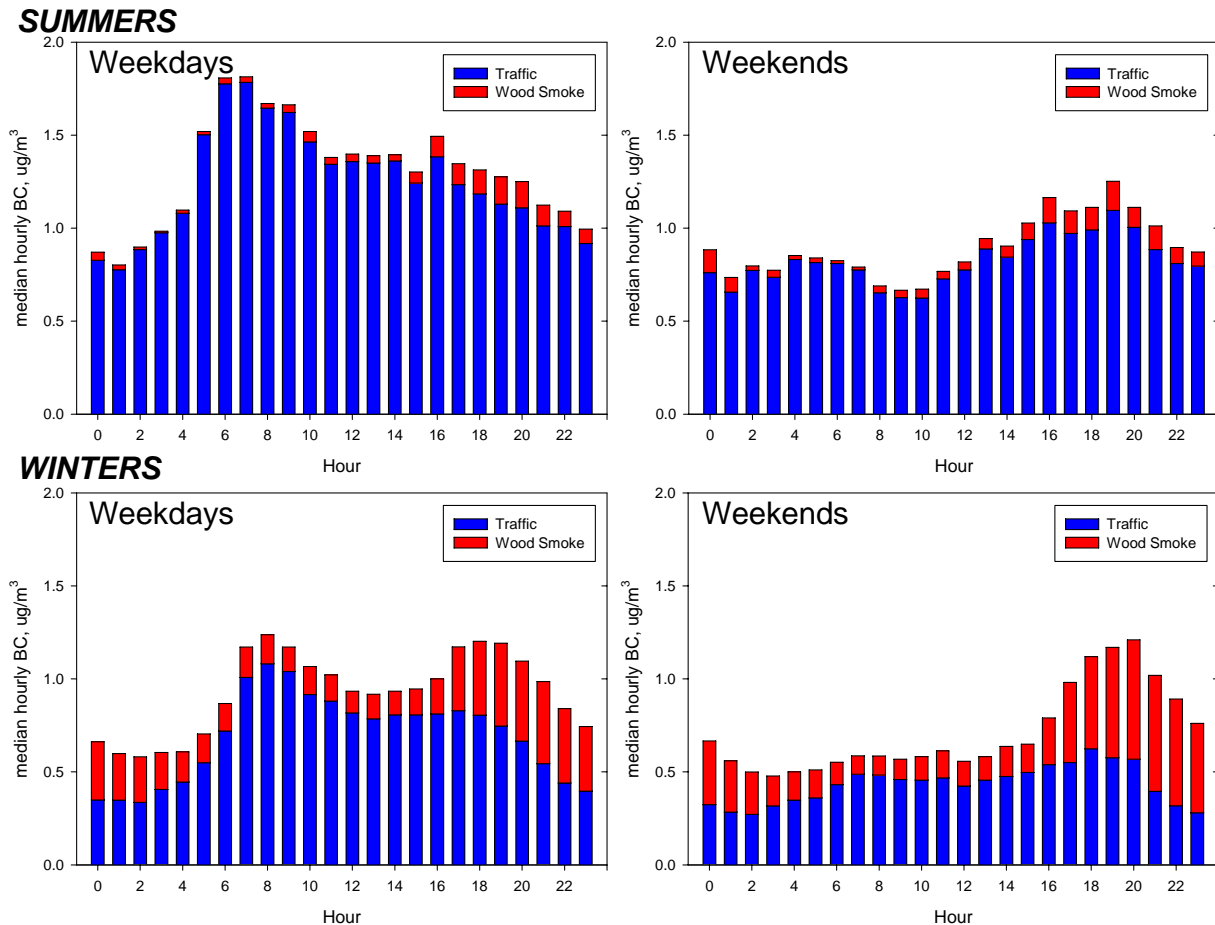 SUMMERS
Weekdays
Traffic
Wood Smoke
median hourly BC, ug/m³
2.0
1.5
1.0
0.5
0.0
0 2 4 6 8 10 12 14 16 18 20 22
Hour
Weekends
Traffic
Wood Smoke
median hourly BC, ug/m³
2.0
1.5
1.0
0.5
0.0
0 2 4 6 8 10 12 14 16 18 20 22
Hour
WINTERS
Weekdays
Traffic
Wood Smoke
median hourly BC, ug/m³
2.0
1.5
1.0
0.5
0.0
0 2 4 6 8 10 12 14 16 18 20 22
Hour
Weekends
Traffic
Wood Smoke
median hourly BC, ug/m³
2.0
1.5
1.0
0.5
0.0
0 2 4 6 8 10 12 14 16 18 20 22
Hour